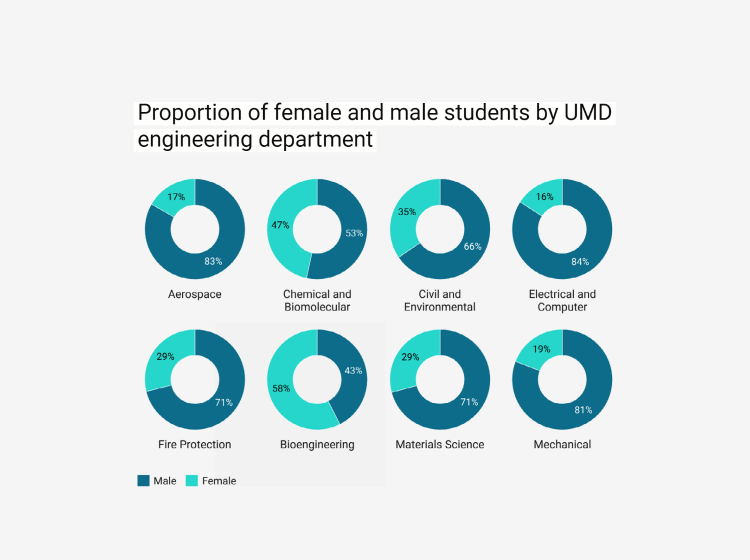 Proportion of female and male students by UMD
engineering department
17%
83%
Aerospace
47%
53%
Chemical and
Biomolecular
35%
66%
Civil and
Environmental
16%
84%
Electrical and
Computer
29%
71%
Fire Protection
43%
58%
Bioengineering
29%
71%
Materials Science
19%
81%
Mechanical
Male Female